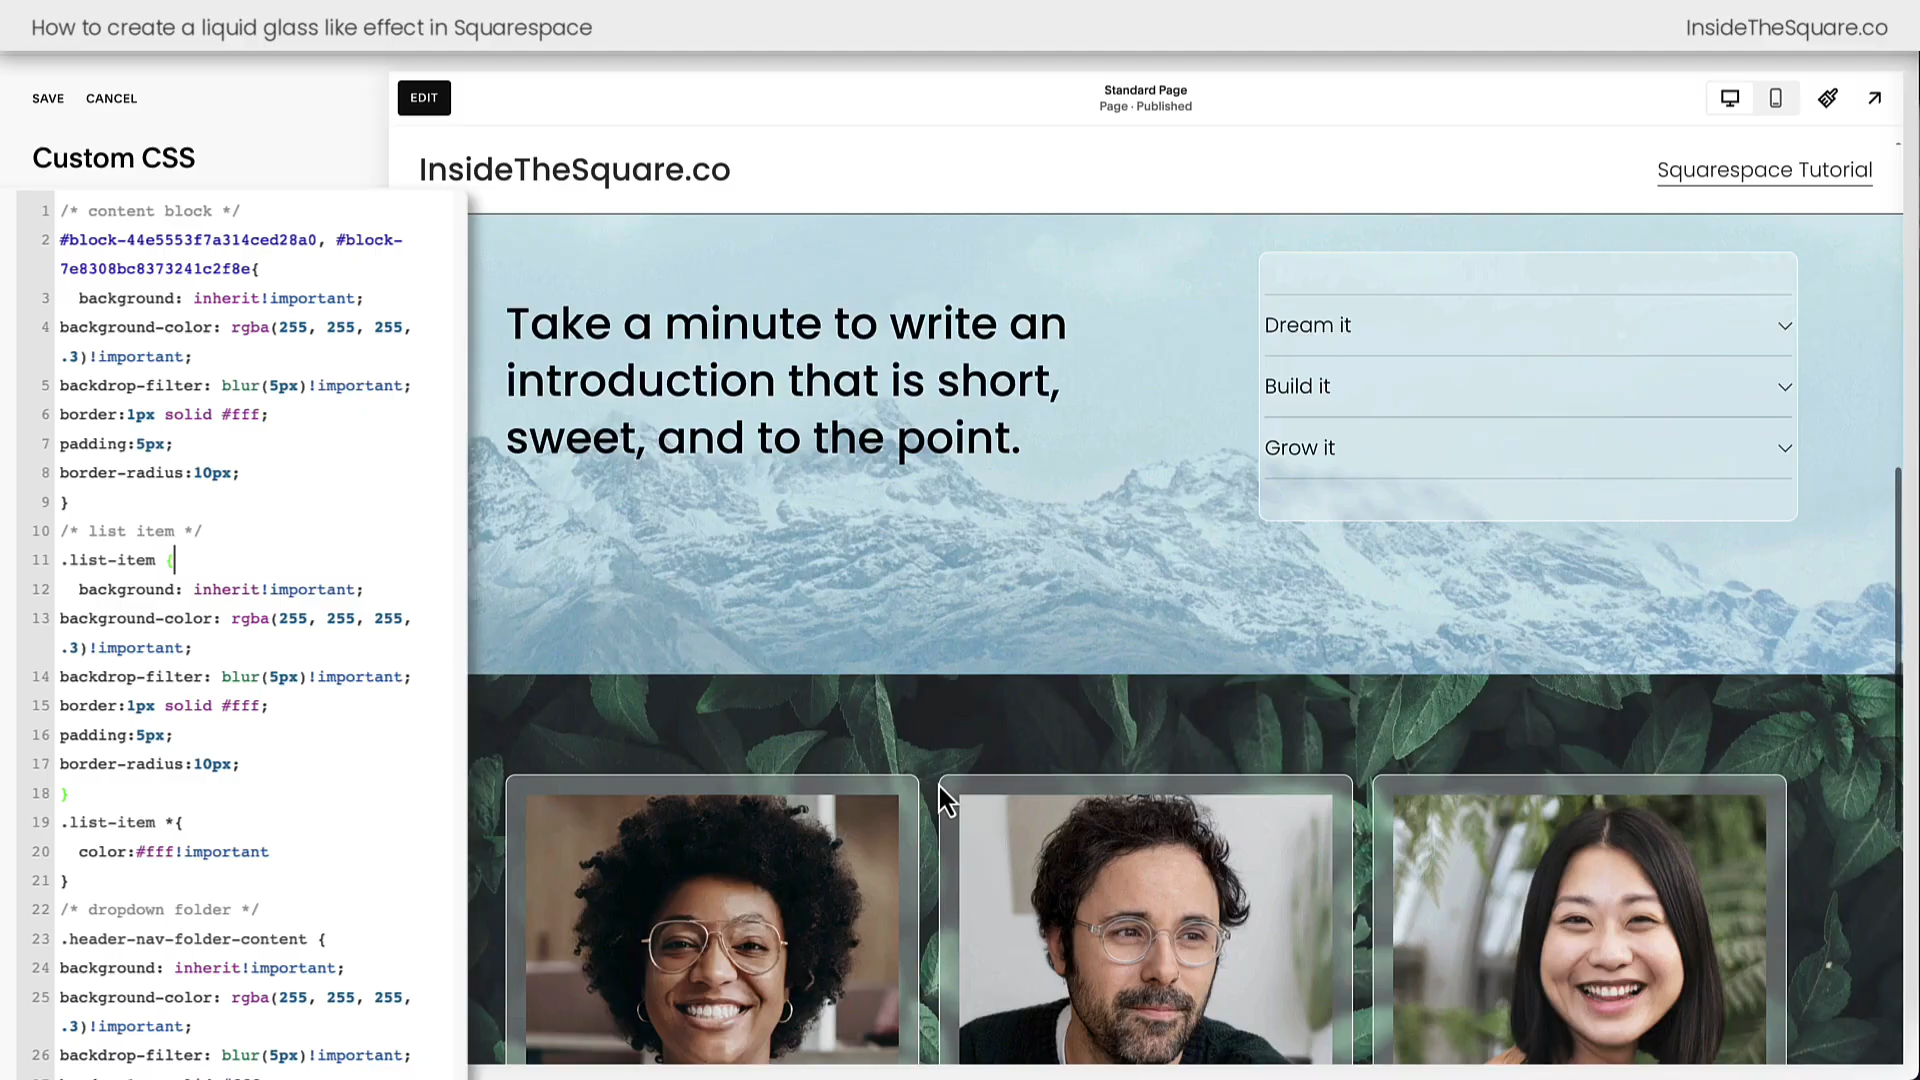 How to create a liquid glass like effect in Squarespace
InsideTheSquare.co
SAVE CANCEL
EDIT
Standard Page
Page · Published
Custom CSS
InsideTheSquare.co
Squarespace Tutorial
1 /* content block */
2 #block-44e5553f7a314ced28a0, #block-
7e8308bc8373241c2f8e{
3 background: inherit!important;
4 background-color: rgba(255, 255, 255,
.3)!important;
5 backdrop-filter: blur(5px)!important;
6 border:1px solid #fff;
7 padding:5px;
8 border-radius:10px;
9 }
10 /* list item */
11 .list-item {
12 background: inherit!important;
13 background-color: rgba(255, 255, 255,
.3)!important;
14 backdrop-filter: blur(5px)!important;
15 border:1px solid #fff;
16 padding:5px;
17 border-radius:10px;
18 }
19 .list-item *{
20 color:#fff!important
21 }
22 /* dropdown folder */
23 .header-nav-folder-content {
24 background: inherit!important;
25 background-color: rgba(255, 255, 255,
.3)!important;
26 backdrop-filter: blur(5px)!important;
Take a minute to write an
introduction that is short,
sweet, and to the point.
Dream it
Build it
Grow it